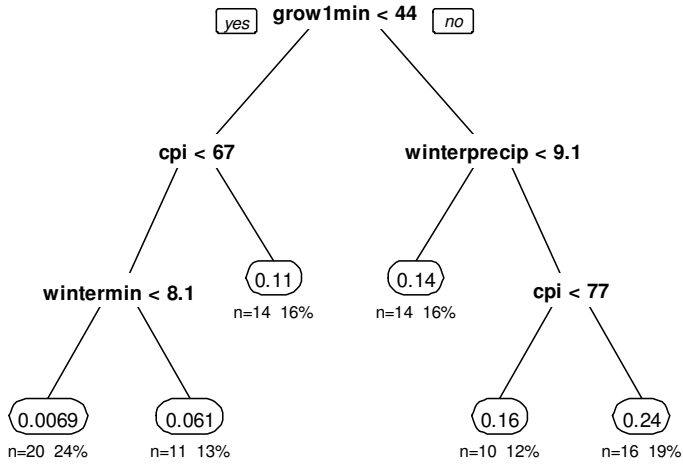 yes grow1min < 44 no
cpi < 67 winterprecip < 9.1
0.11 0.14
wintermin < 8.1 cpi < 77
n=14 16% n=14 16%
0.0069 0.061 0.16 0.24
n=20 24% n=11 13% n=10 12% n=16 19%